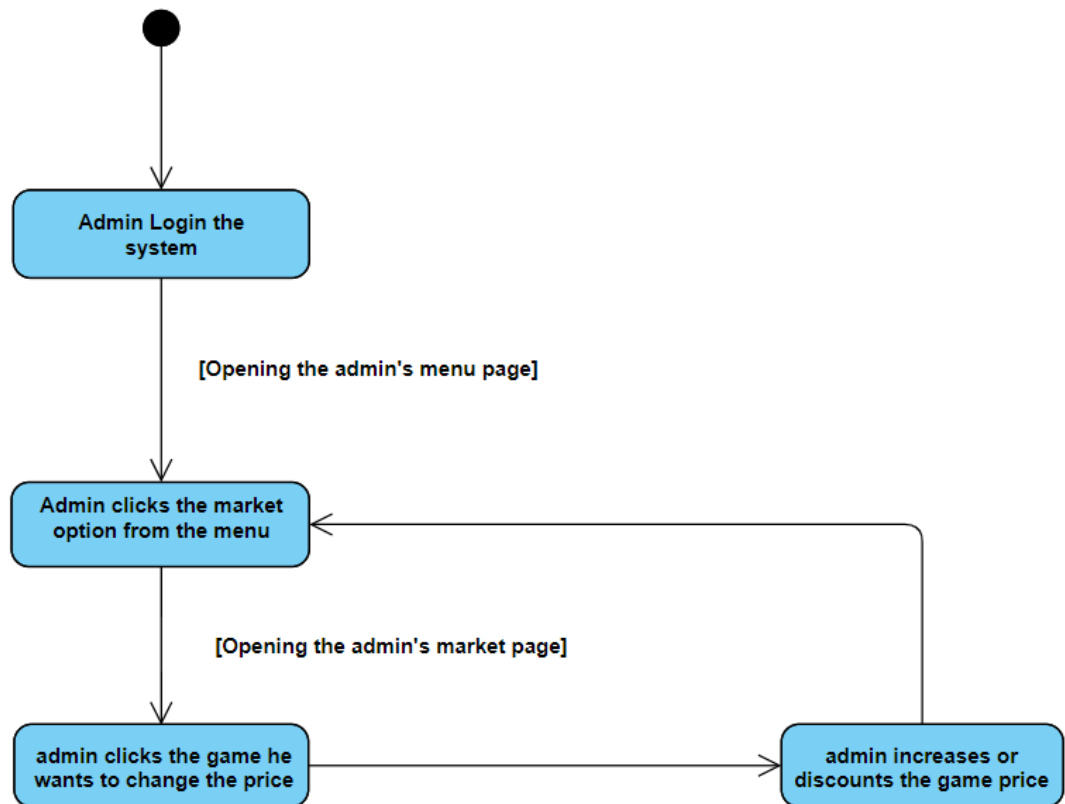 Admin Login the
system
[Opening the admin's menu page]
Admin clicks the market
option from the menu
[Opening the admin's market page]
admin clicks the game he
wants to change the price
admin increases or
discounts the game price